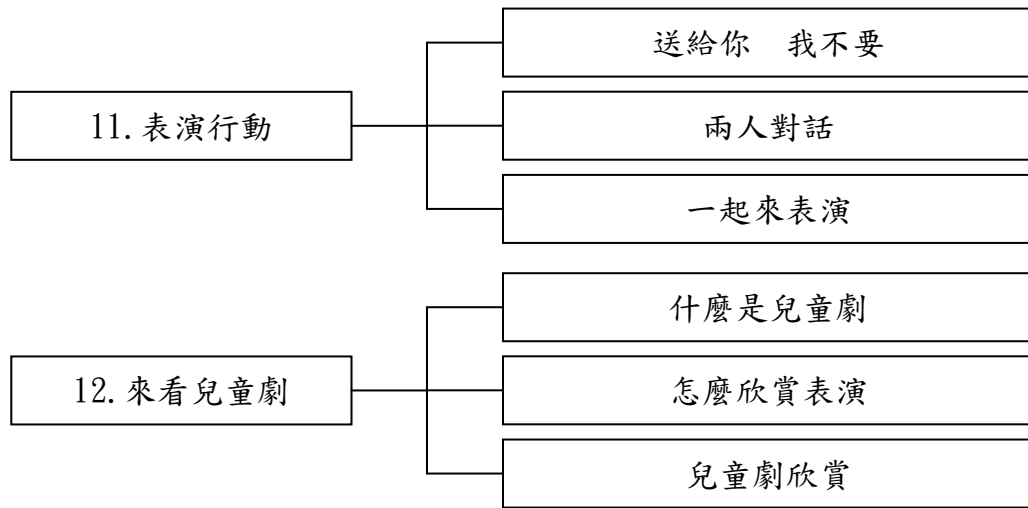 11.表演行動
送給你　我不要
兩人對話
一起來表演
12.來看兒童劇
什麼是兒童劇
怎麼欣賞表演
兒童劇欣賞